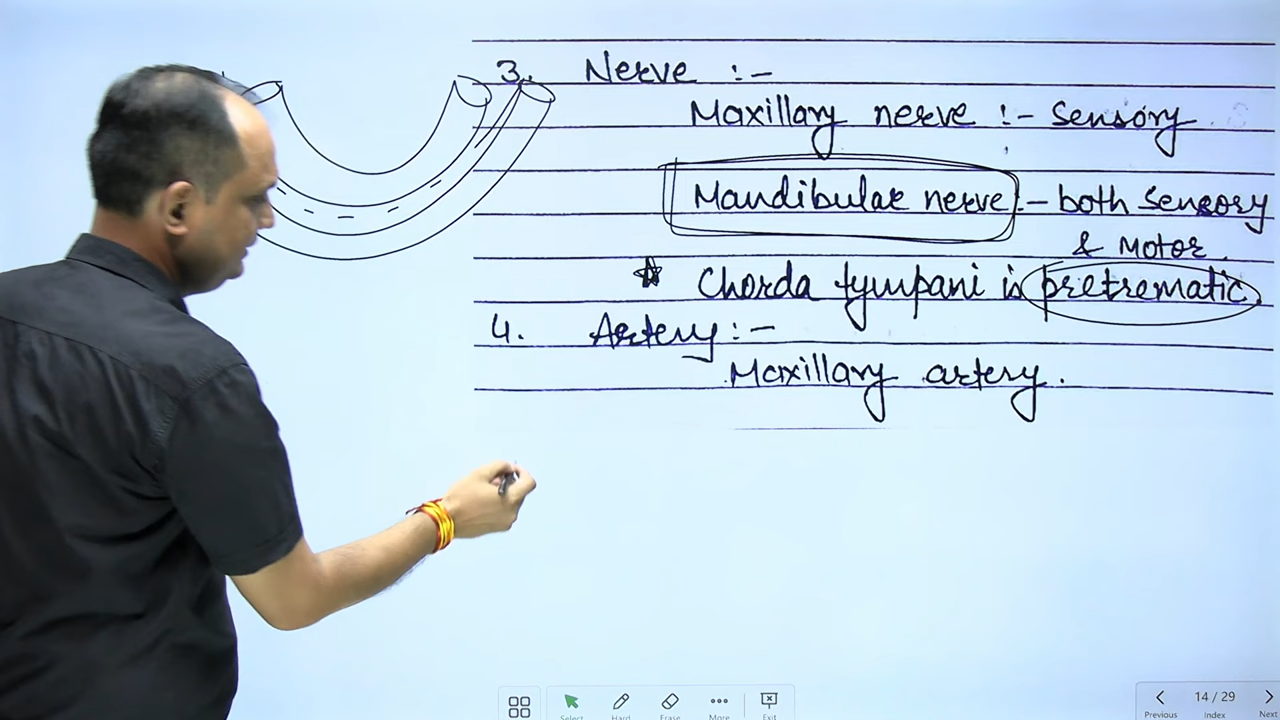 3. Nerve :-
Maxillary nerve :- Sensory
Mandibular nerve :- both Sensory
& Motor.
☆ Chorda tympani is pretrematic
4. Artery :-
Maxillary artery.
Select
Hard
Erase
More
Exit
Previous
14 / 29
Index
Next